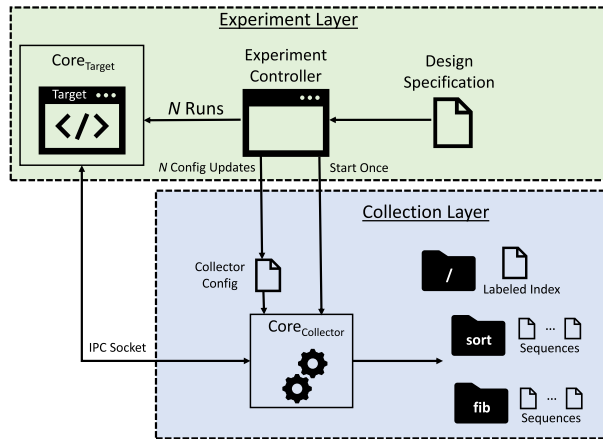 Experiment Layer
CoreTarget
Target
</>
N Runs
Experiment
Controller
Design
Specification
N Config Updates
Start Once
Collection Layer
Collector
Config
/
Labeled Index
CoreCollector
IPC Socket
sort
...
Sequences
fib
...
Sequences